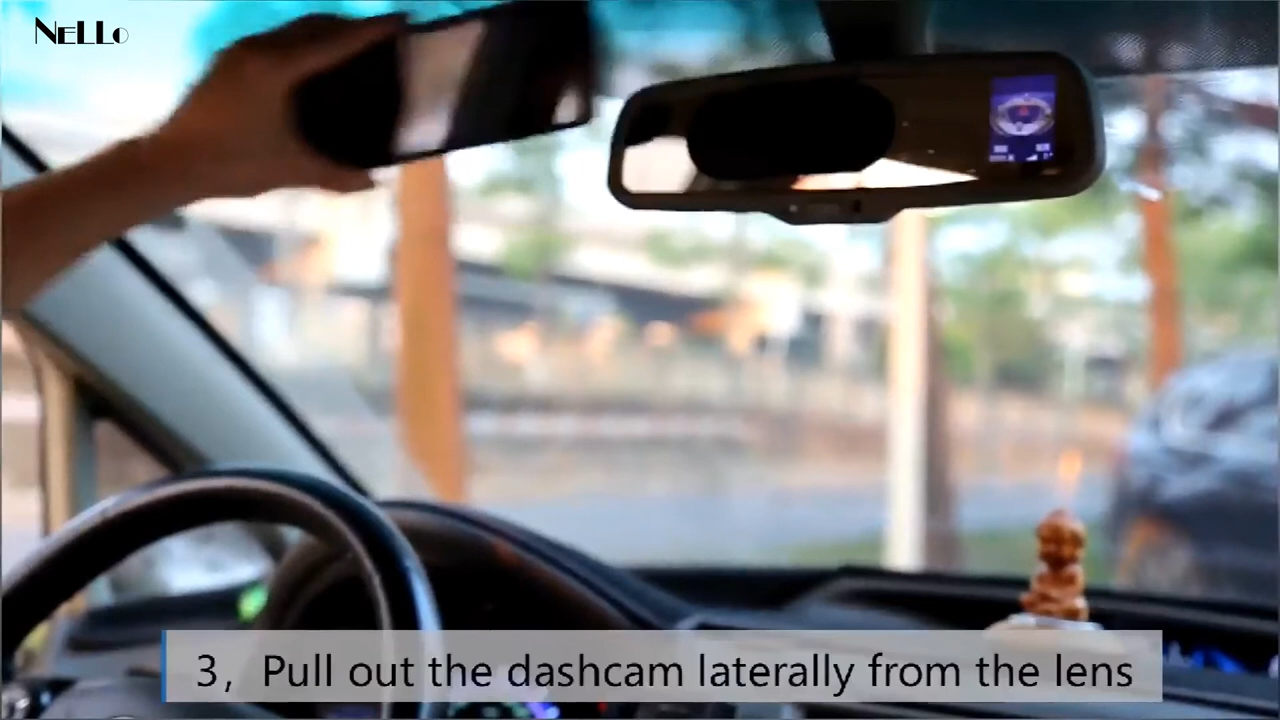 NeLLo
3, Pull out the dashcam laterally from the lens